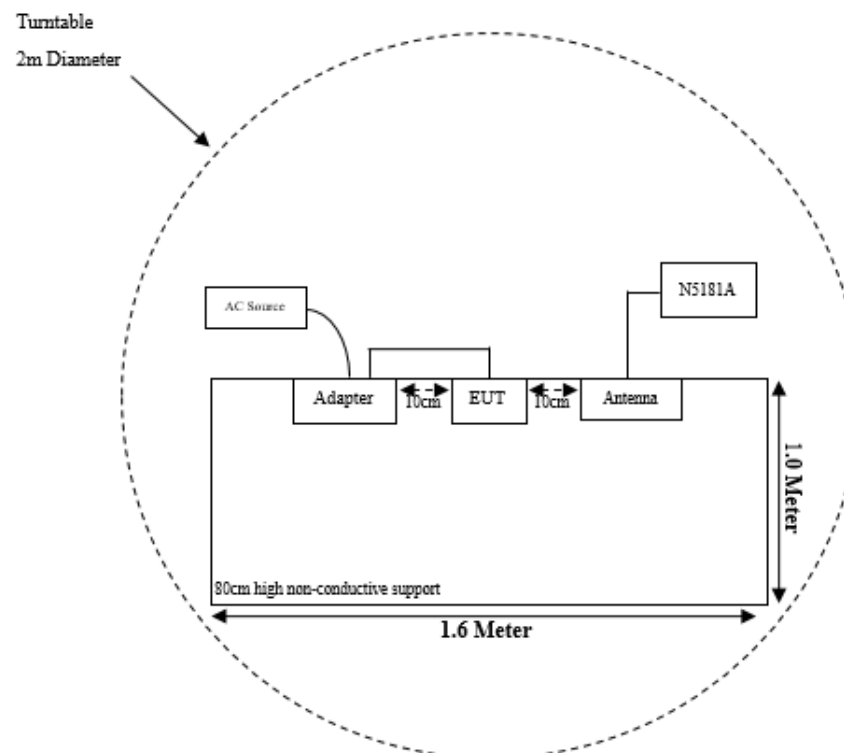 Turntable
2m Diameter
N5181A
AC Source
Adapter
10cm
EUT
10cm
Antenna
1.0 Meter
80cm high non-conductive support
1.6 Meter